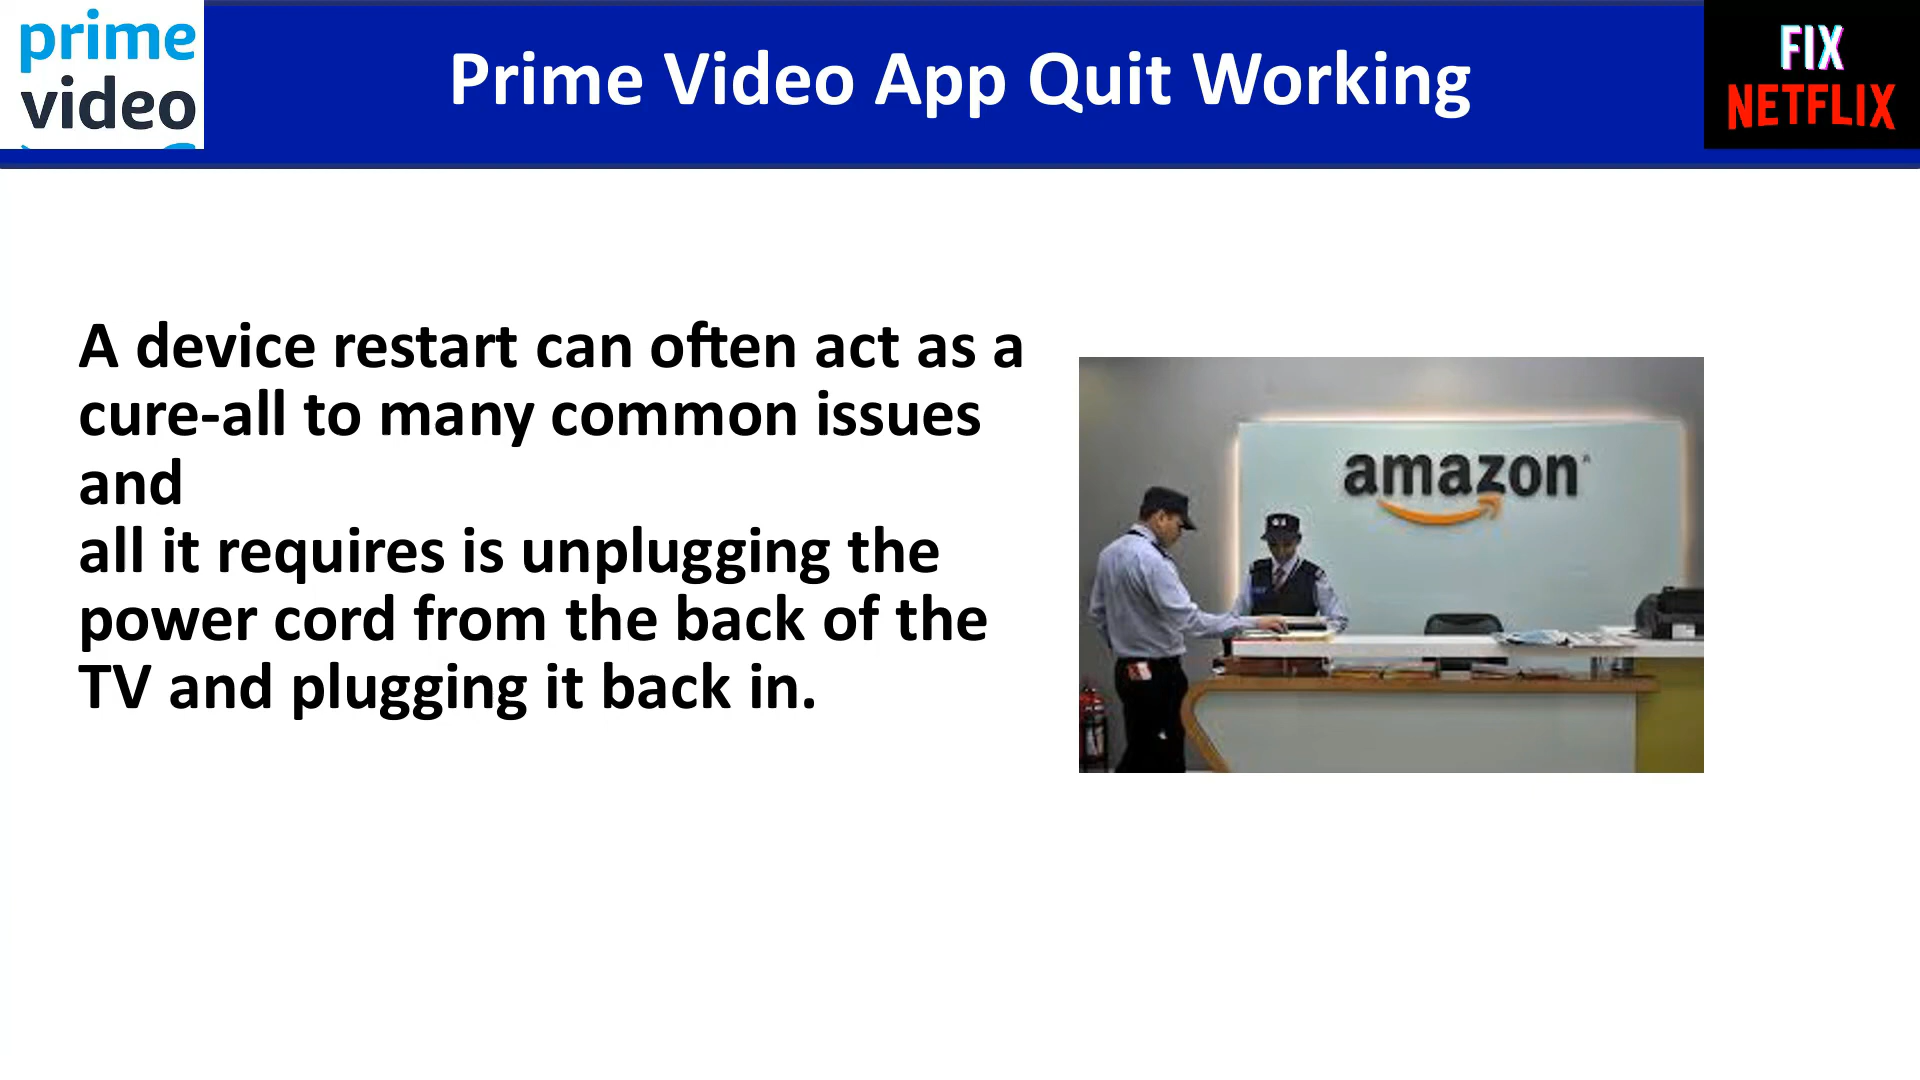 prime
video
Prime Video App Quit Working
FIX
NETFLIX
A device restart can often act as a
cure-all to many common issues
and
all it requires is unplugging the
power cord from the back of the
TV and plugging it back in.
amazon